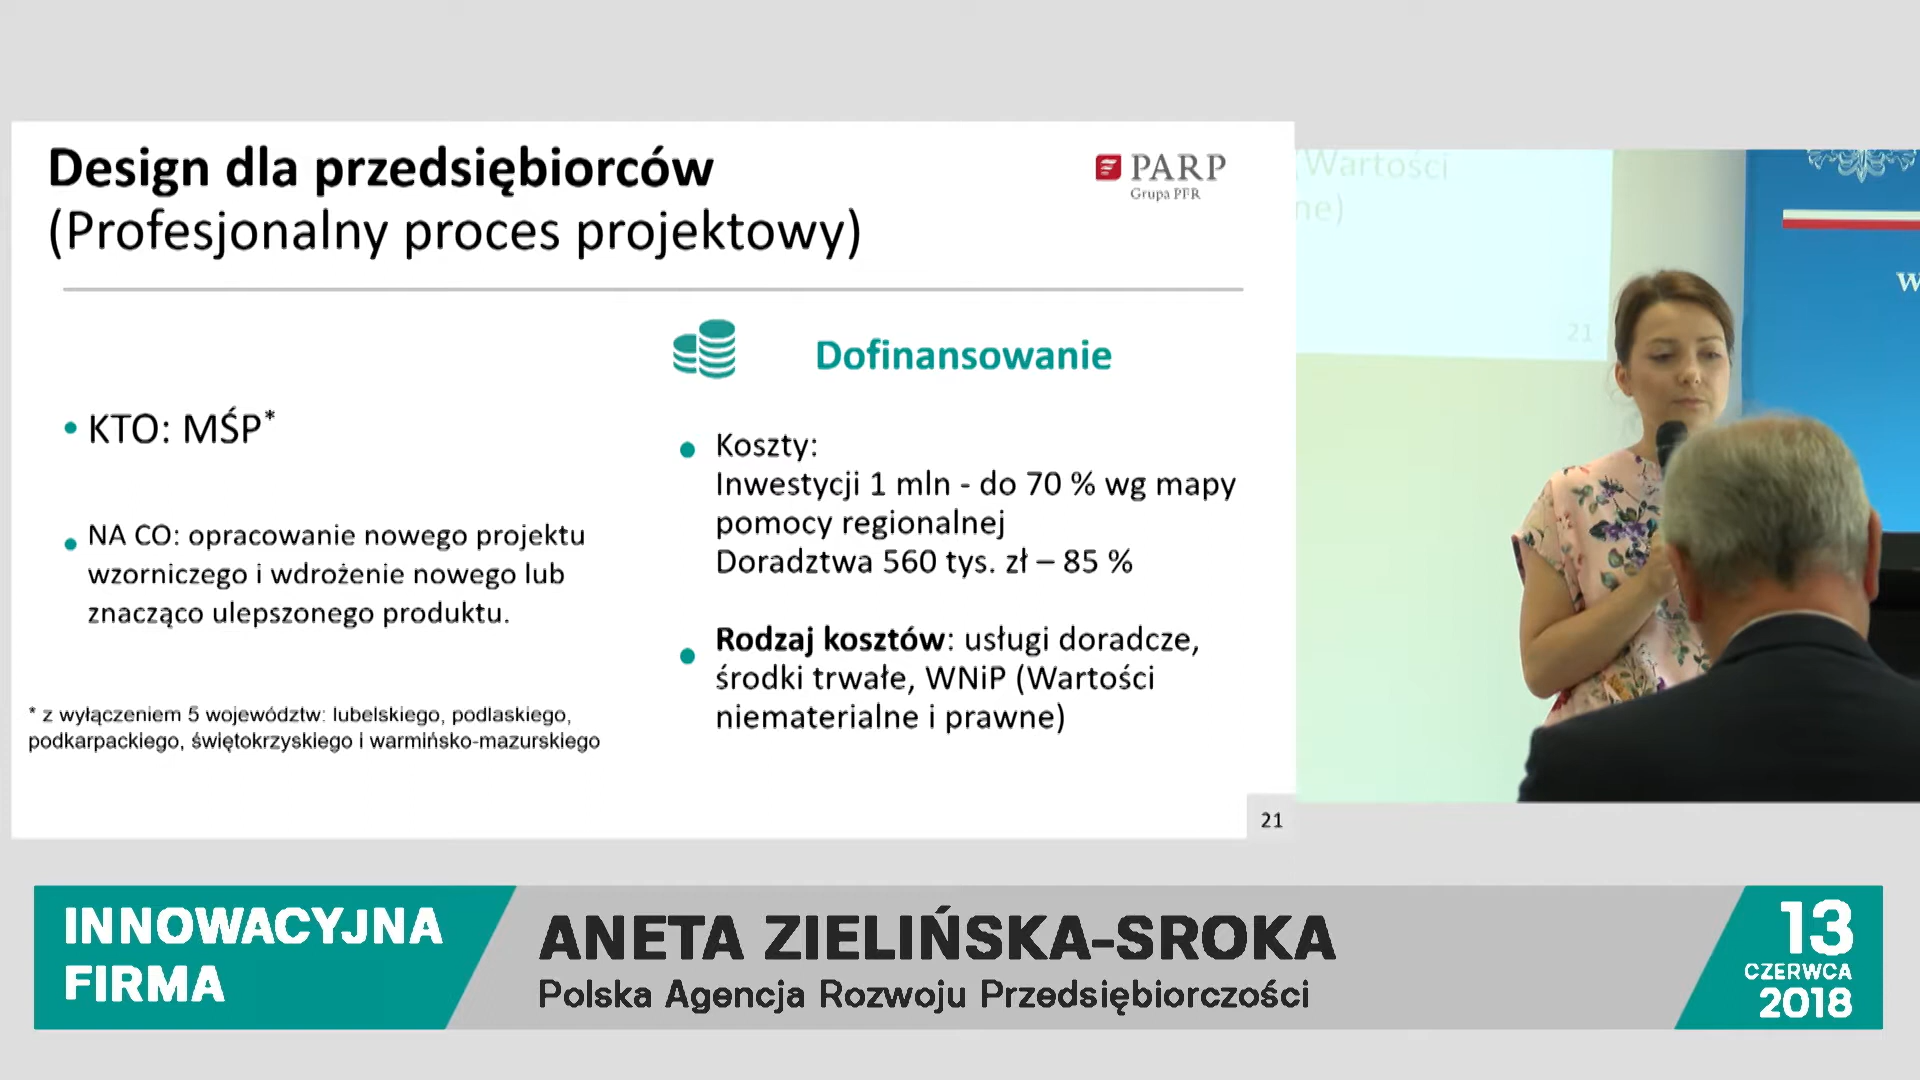 Design dla przedsiębiorców
(Profesjonalny proces projektowy)
PARP
Grupa PFR
Dofinansowanie
• KTO: MŚP*
• NA CO: opracowanie nowego projektu
wzorniczego i wdrożenie nowego lub
znacząco ulepszonego produktu.
* z wyłączeniem 5 województw: lubelskiego, podlaskiego,
podkarpackiego, świętokrzyskiego i warmińsko-mazurskiego
• Koszty:
Inwestycji 1 mln - do 70 % wg mapy
pomocy regionalnej
Doradztwa 560 tys. zł – 85 %
• Rodzaj kosztów: usługi doradcze,
środki trwałe, WNiP (Wartości
niematerialne i prawne)
21
(Wartości
ne)
21
INNOWACYJNA
FIRMA
ANETA ZIELIŃSKA-SROKA
Polska Agencja Rozwoju Przedsiębiorczości
13
CZERWCA
2018